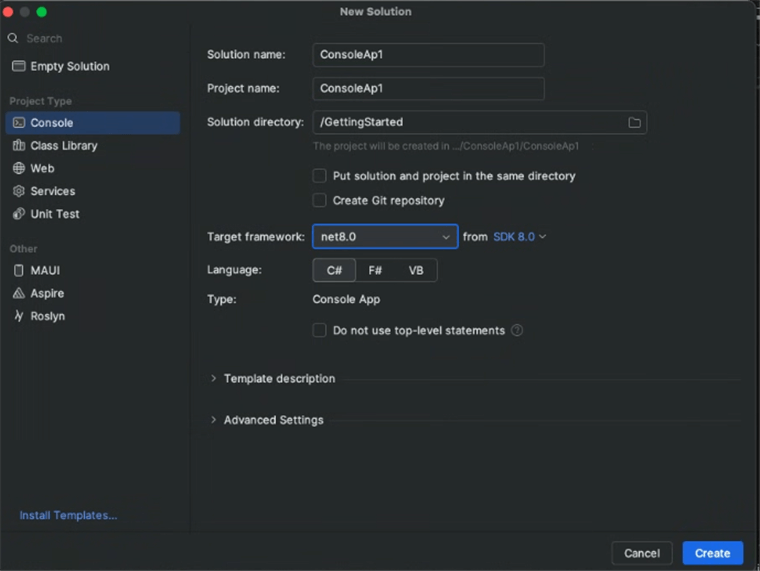 New Solution
Search
Empty Solution
Project Type
Console
Class Library
Web
Services
Unit Test
Other
MAUI
Aspire
Roslyn
Install Templates...
Solution name: ConsoleAp1
Project name: ConsoleAp1
Solution directory: /GettingStarted
The project will be created in .../ConsoleAp1/ConsoleAp1
Put solution and project in the same directory
Create Git repository
Target framework: net8.0 from SDK 8.0
Language: C# F# VB
Type: Console App
Do not use top-level statements ?
Template description
Advanced Settings
Cancel Create